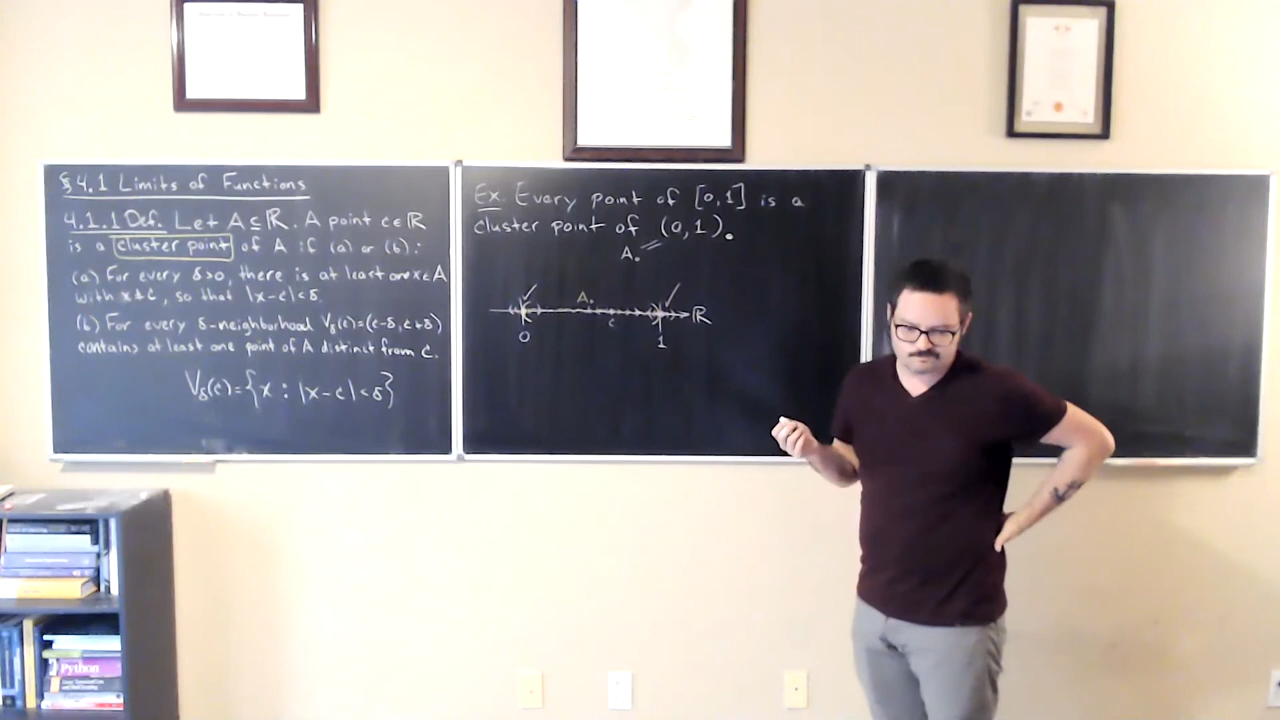 §4.1 Limits of Functions
4.1.1 Def. Let A⊆ℝ. A point c∈ℝ
is a cluster point of A if (a) or (b):
(a) For every δ>0, there is at least one x∈A
with x≠c, so that |x-c|<δ.
(b) For every δ-neighborhood V_δ(c)=(c-δ,c+δ)
contains at least one point of A distinct from c.
V_δ(c)={x : |x-c|<δ}
Ex. Every point of [0,1] is a
cluster point of (0,1).
A.
A.
ℝ
c
0
1
Python